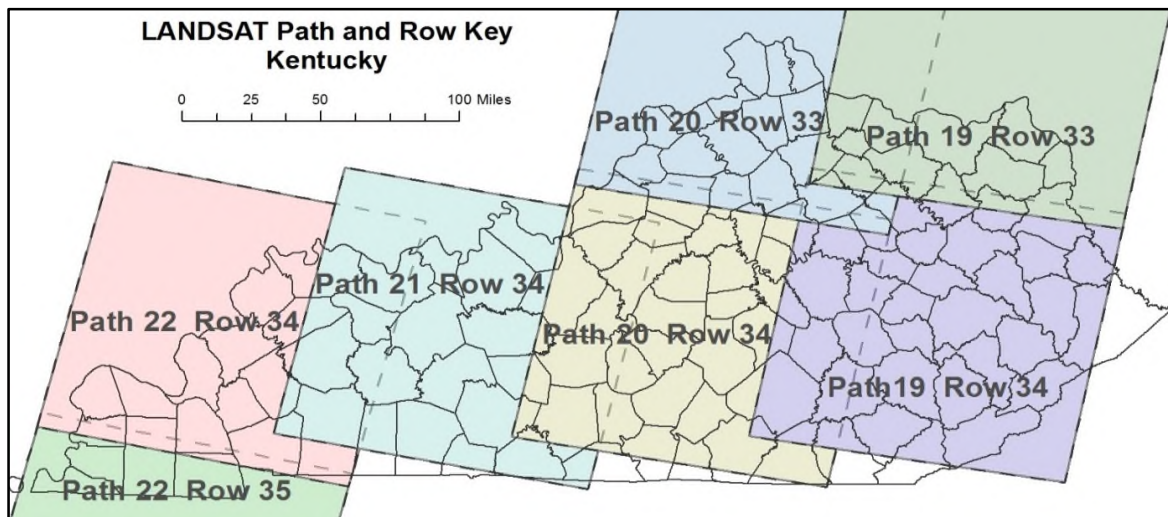 LANDSAT Path and Row Key
Kentucky
0 25 50 100 Miles
Path 20 Row 33
Path 19 Row 33
Path 21 Row 34
Path 22 Row 34
Path 20 Row 34
Path19 Row 34
Path 22 Row 35